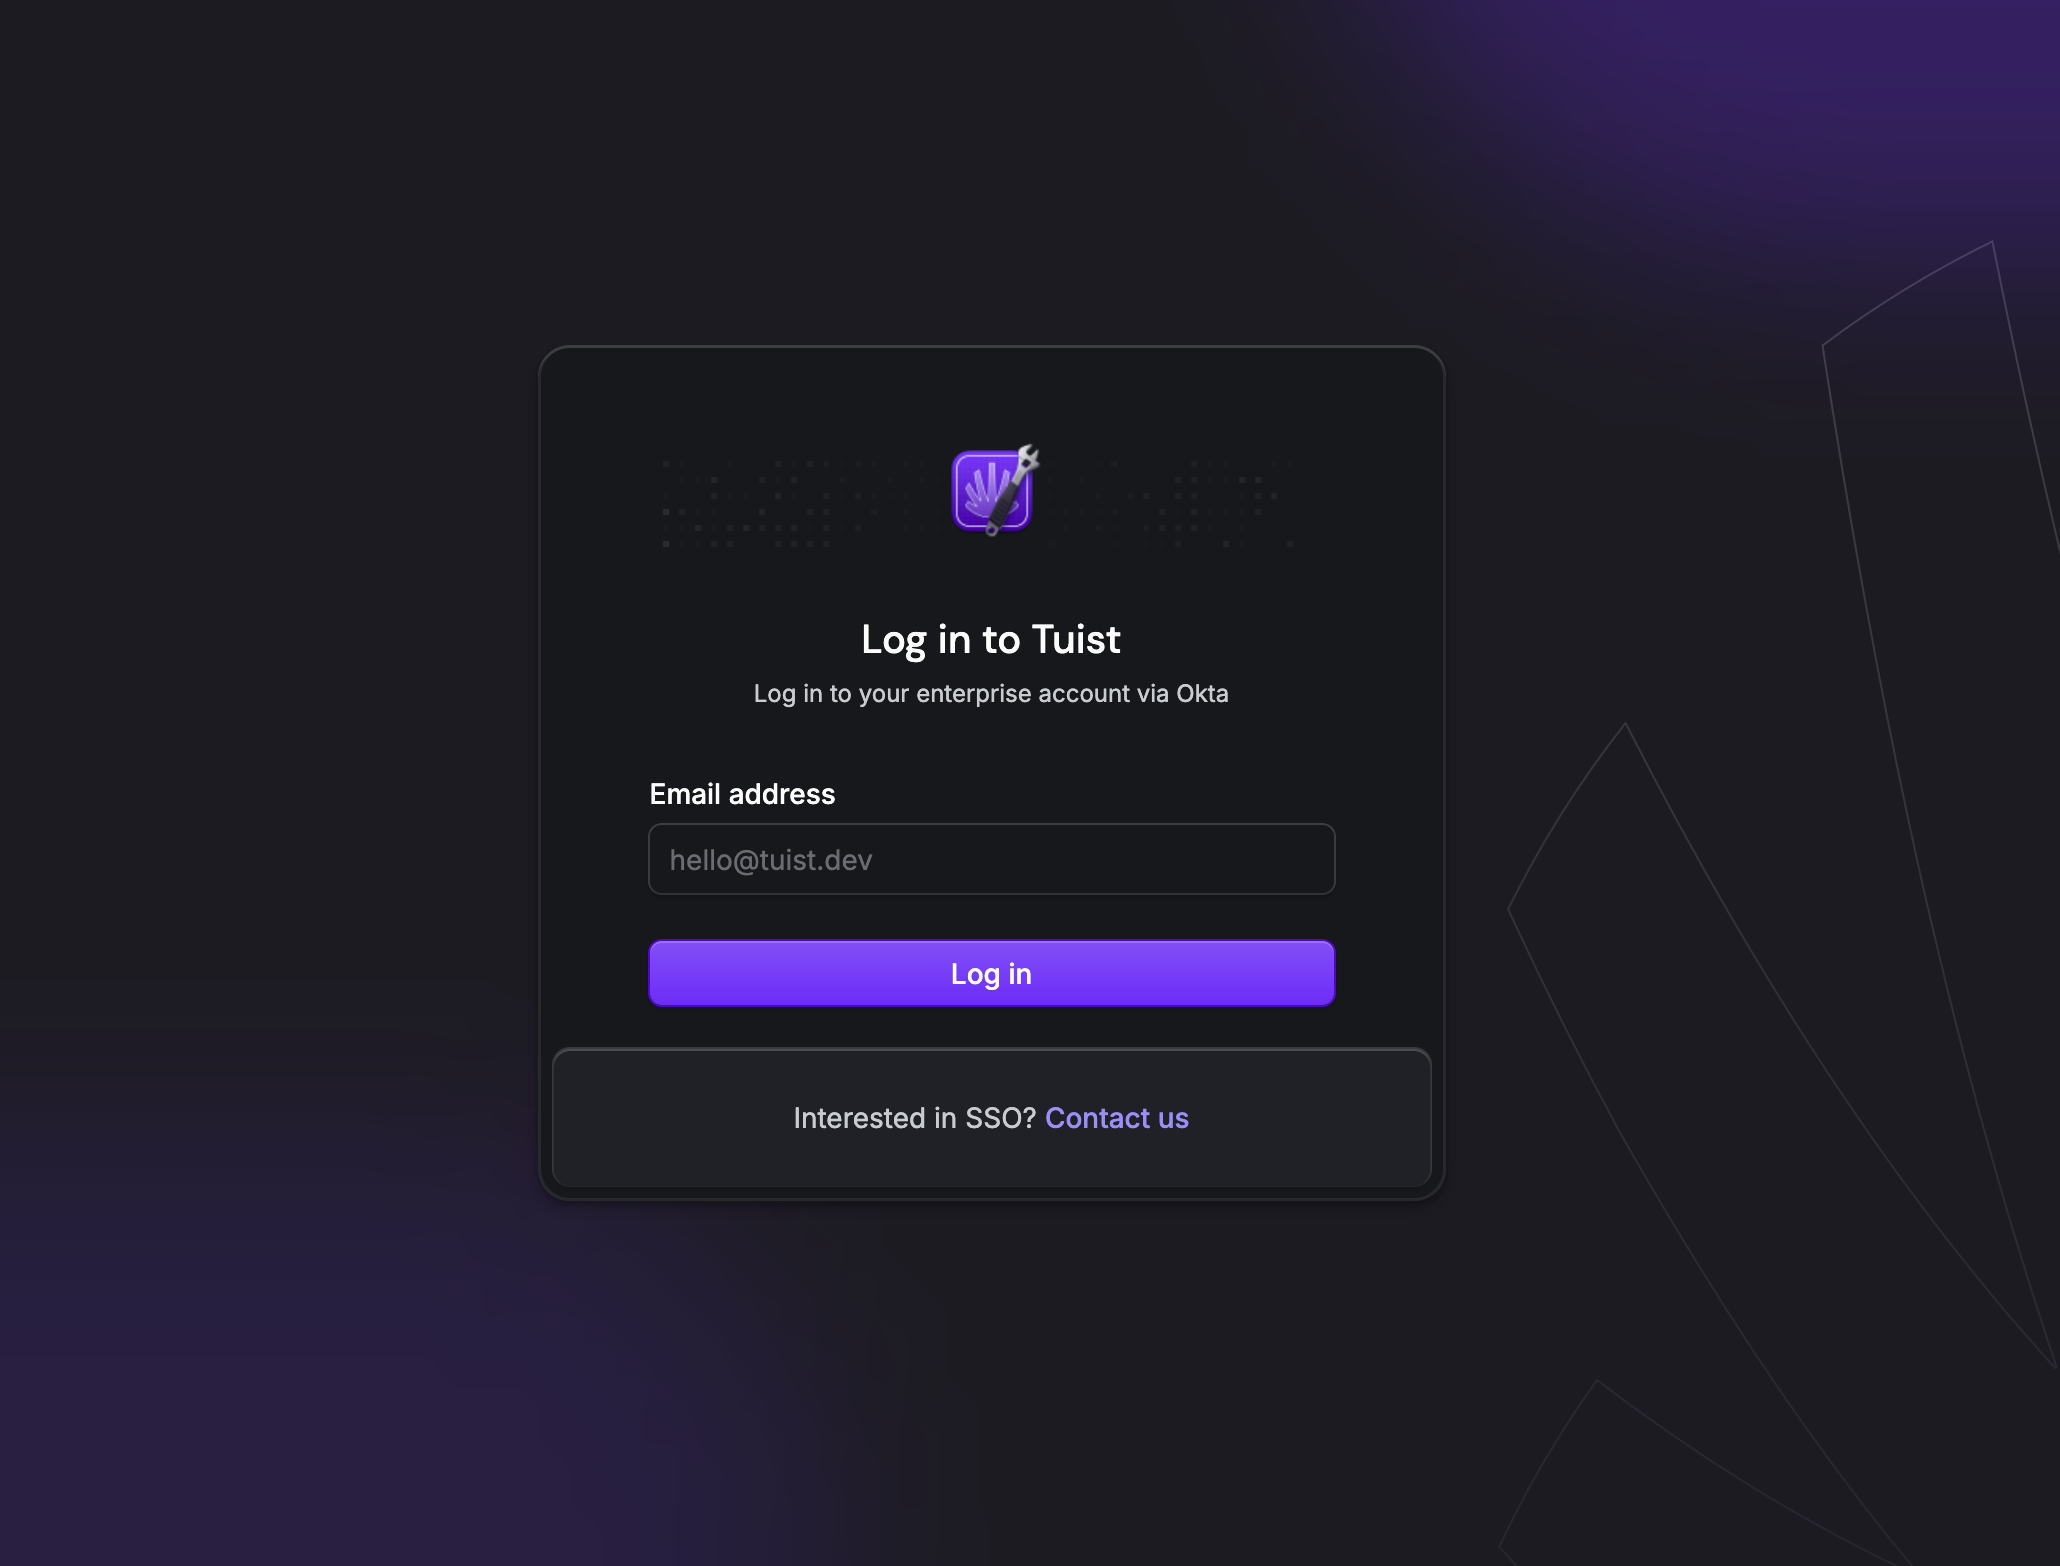 Log in to Tuist
Log in to your enterprise account via Okta
Email address
hello@tuist.dev
Log in
Interested in SSO? Contact us